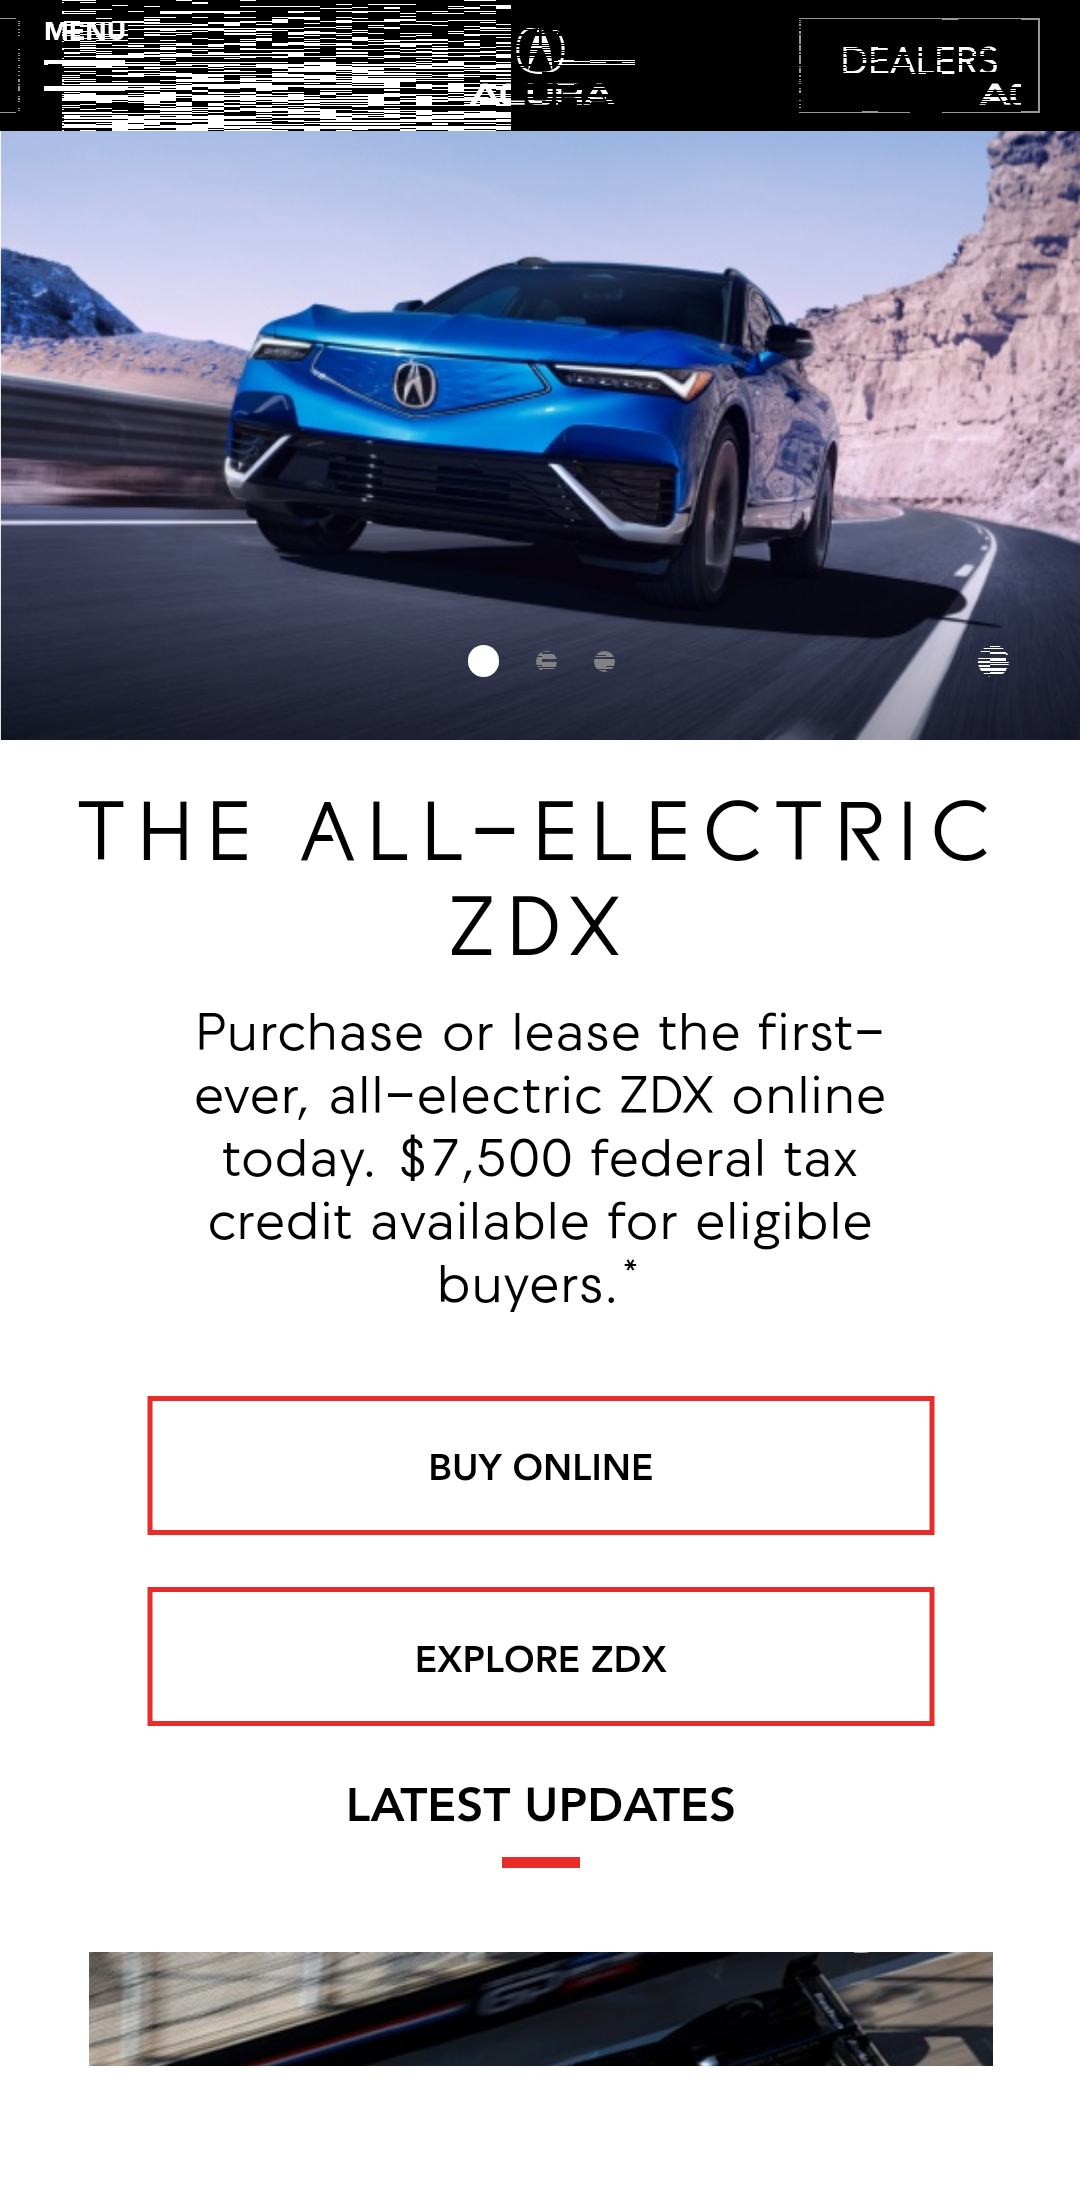 MENU
ACURA
DEALERS
THE ALL-ELECTRIC
ZDX
Purchase or lease the first-
ever, all-electric ZDX online
today. $7,500 federal tax
credit available for eligible
buyers.*
BUY ONLINE
EXPLORE ZDX
LATEST UPDATES